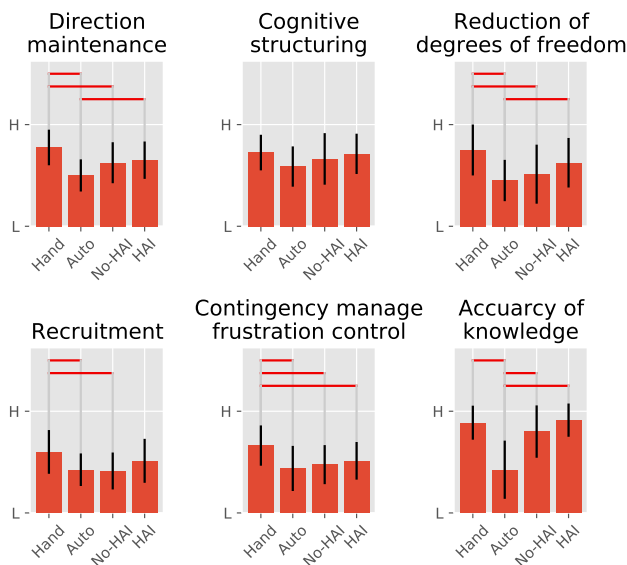 Direction
maintenance
Cognitive
structuring
Reduction of
degrees of freedom
H
L
Hand
Auto
No-HAI
HAI
H
L
Hand
Auto
No-HAI
HAI
H
L
Hand
Auto
No-HAI
HAI
Recruitment
Contingency manage
frustration control
Accuarcy of
knowledge
H
L
Hand
Auto
No-HAI
HAI
H
L
Hand
Auto
No-HAI
HAI
H
L
Hand
Auto
No-HAI
HAI